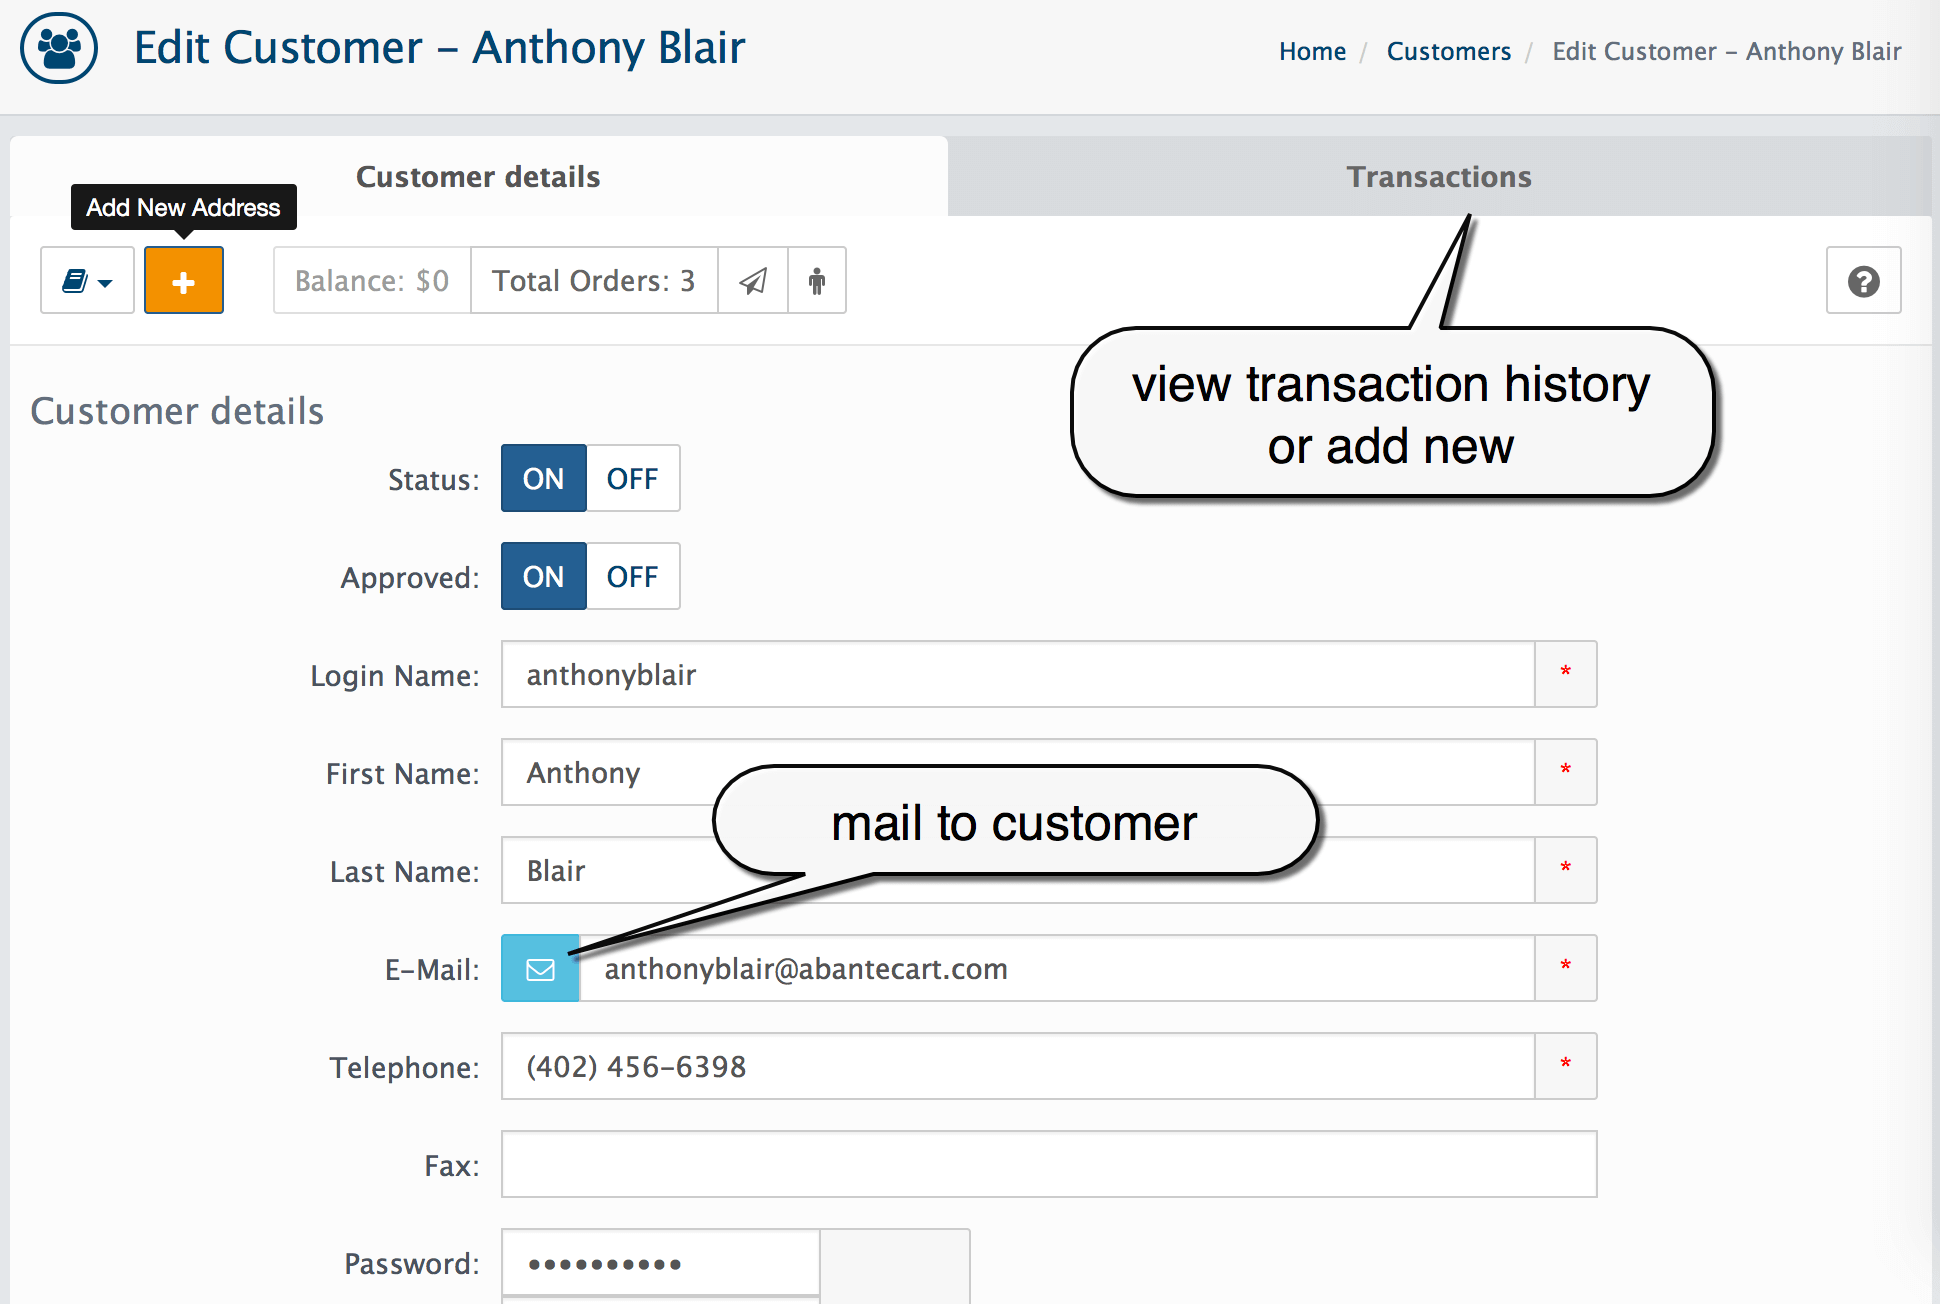 Edit Customer – Anthony Blair
Home / Customers / Edit Customer – Anthony Blair
Customer details
Transactions
Add New Address
Balance: $0
Total Orders: 3
view transaction history
or add new
Customer details
Status: ON OFF
Approved: ON OFF
Login Name: anthonyblair *
First Name: Anthony *
mail to customer
Last Name: Blair *
E-Mail: anthonyblair@abantecart.com *
Telephone: (402) 456-6398 *
Fax:
Password: ••••••••••